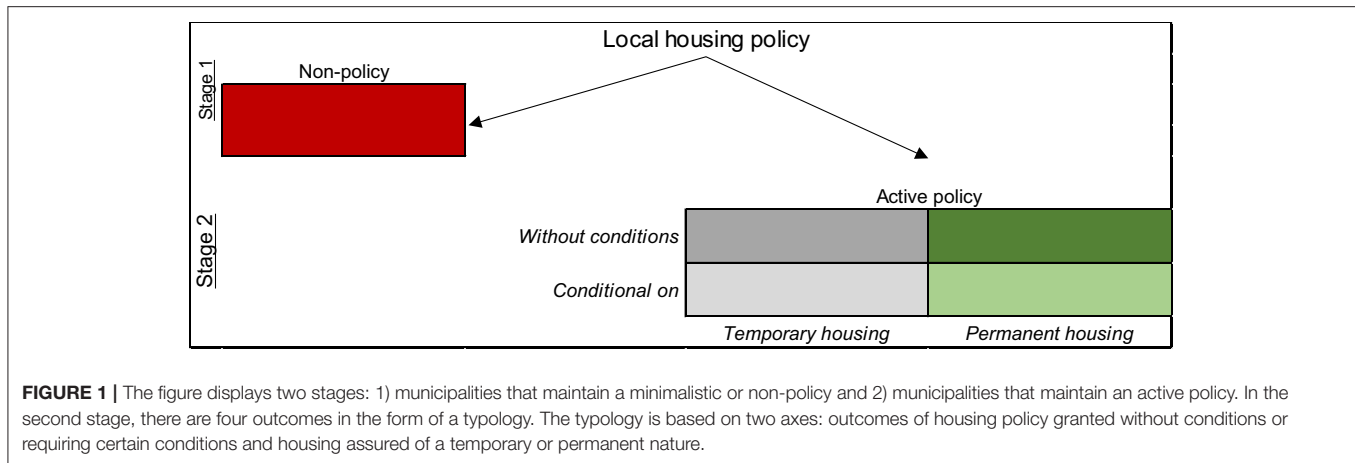 Local housing policy
Stage 1
Non-policy
Active policy
Stage 2
Without conditions
Conditional on
Temporary housing
Permanent housing
FIGURE 1 | The figure displays two stages: 1) municipalities that maintain a minimalistic or non-policy and 2) municipalities that maintain an active policy. In the
second stage, there are four outcomes in the form of a typology. The typology is based on two axes: outcomes of housing policy granted without conditions or
requiring certain conditions and housing assured of a temporary or permanent nature.